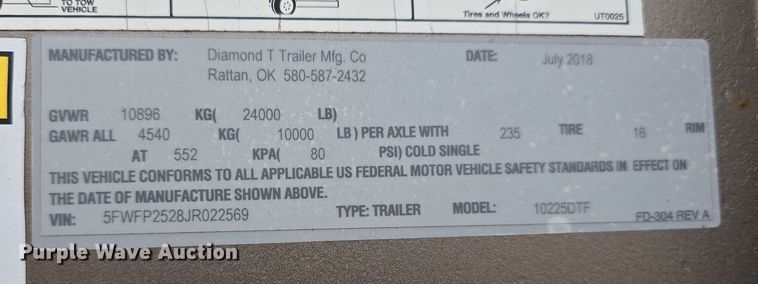 TO TOW
VEHICLE
Tires and Wheels OK?
UT0025
MANUFACTURED BY: Diamond T Trailer Mfg. Co DATE: July 2018
Rattan, OK 580-587-2432
GVWR 10896 KG( 24000 LB)
GAWR ALL 4540 KG( 10000 LB ) PER AXLE WITH 235 TIRE 16 RIM
AT 552 KPA( 80 PSI) COLD SINGLE
THIS VEHICLE CONFORMS TO ALL APPLICABLE US FEDERAL MOTOR VEHICLE SAFETY STANDARDS IN EFFECT ON
THE DATE OF MANUFACTURE SHOWN ABOVE.
VIN: 5FWFP2528JR022569 TYPE: TRAILER MODEL: 10225DTF
FD-304 REV A
Purple Wave Auction